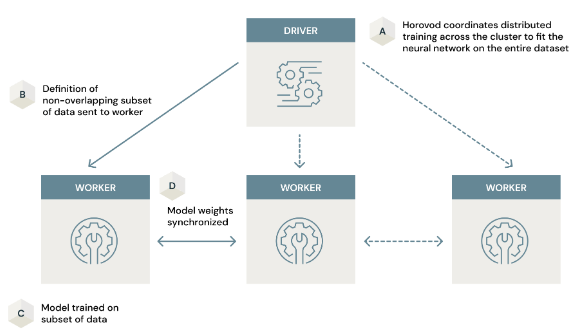 DRIVER
A
Horovod coordinates distributed
training across the cluster to fit the
neural network on the entire dataset
B
Definition of
non-overlapping subset
of data sent to worker
WORKER
D
WORKER
WORKER
Model weights
synchronized
C
Model trained on
subset of data